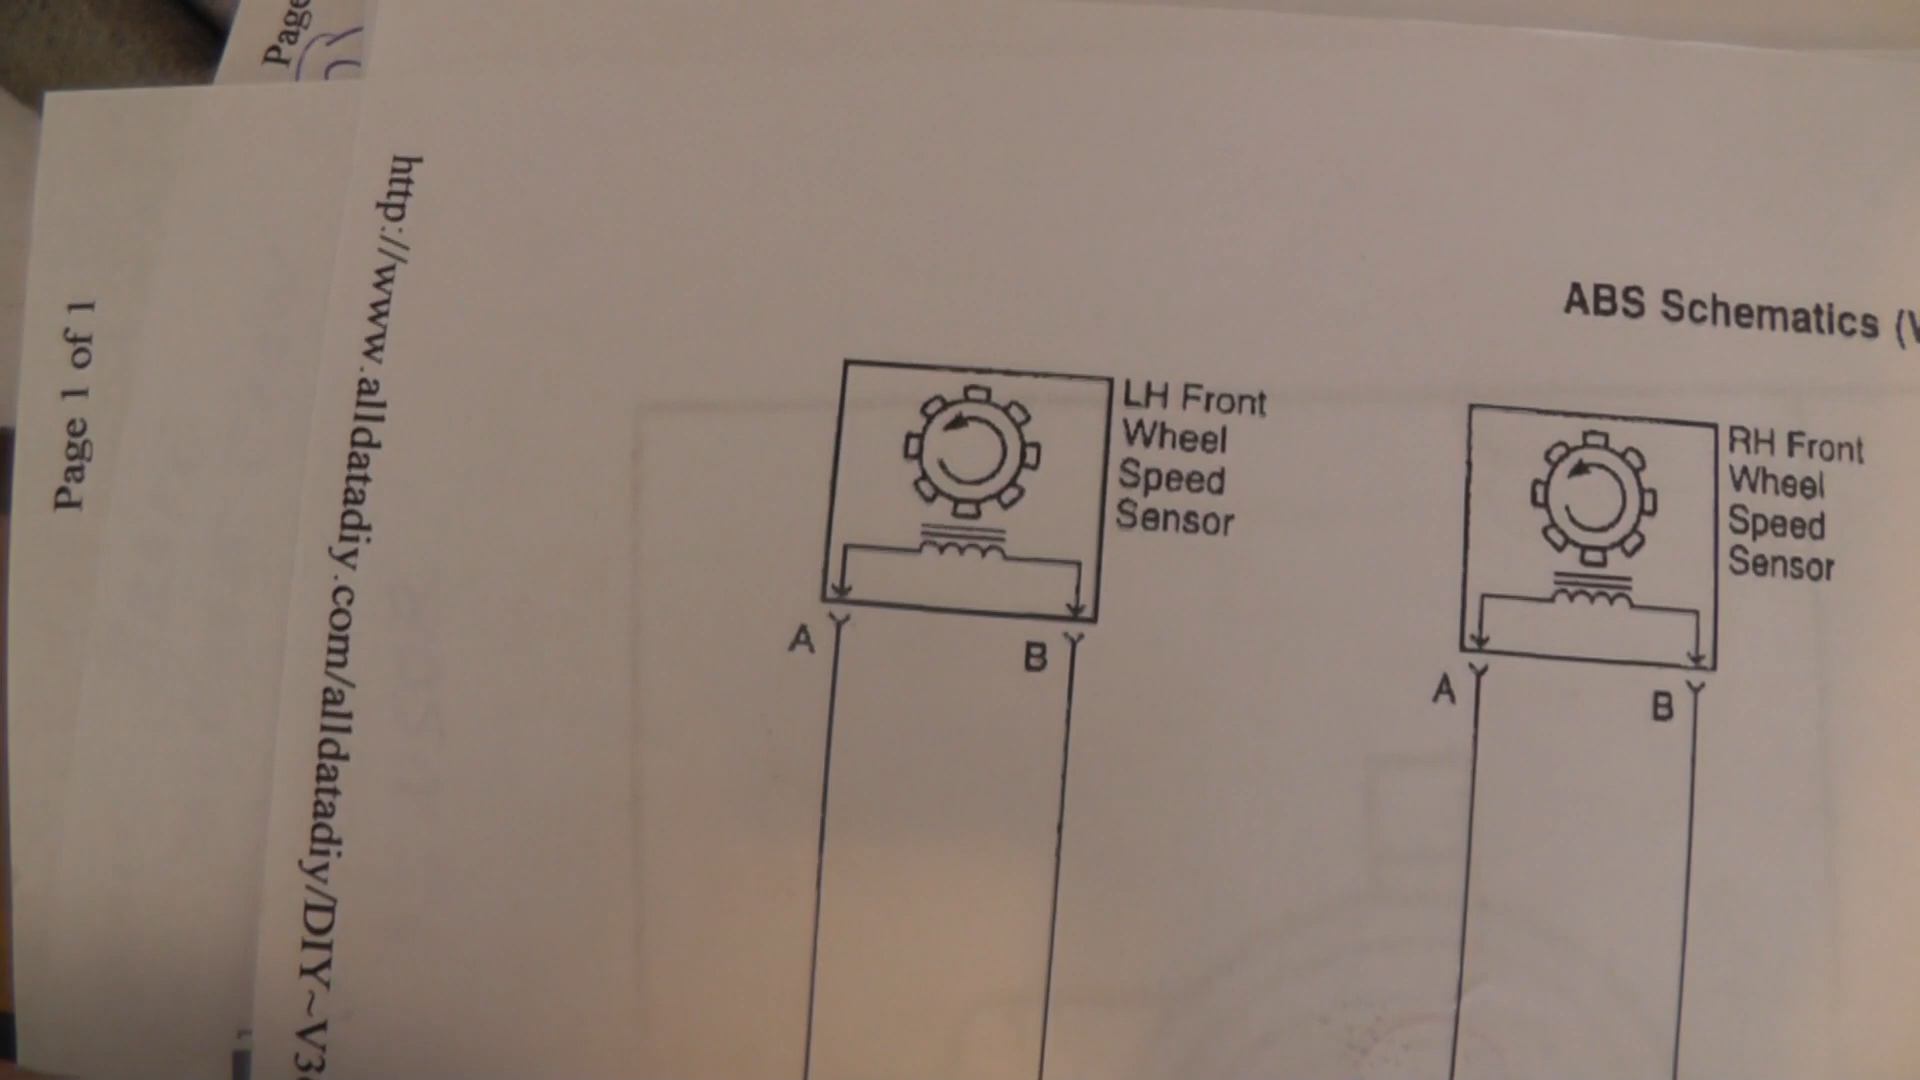 Page
Page 1 of 1
http://www.alldatadiy.com/alldatadiy/DIY~V3
ABS Schematics (
LH Front
Wheel
Speed
Sensor
RH Front
Wheel
Speed
Sensor
A
B
A
B